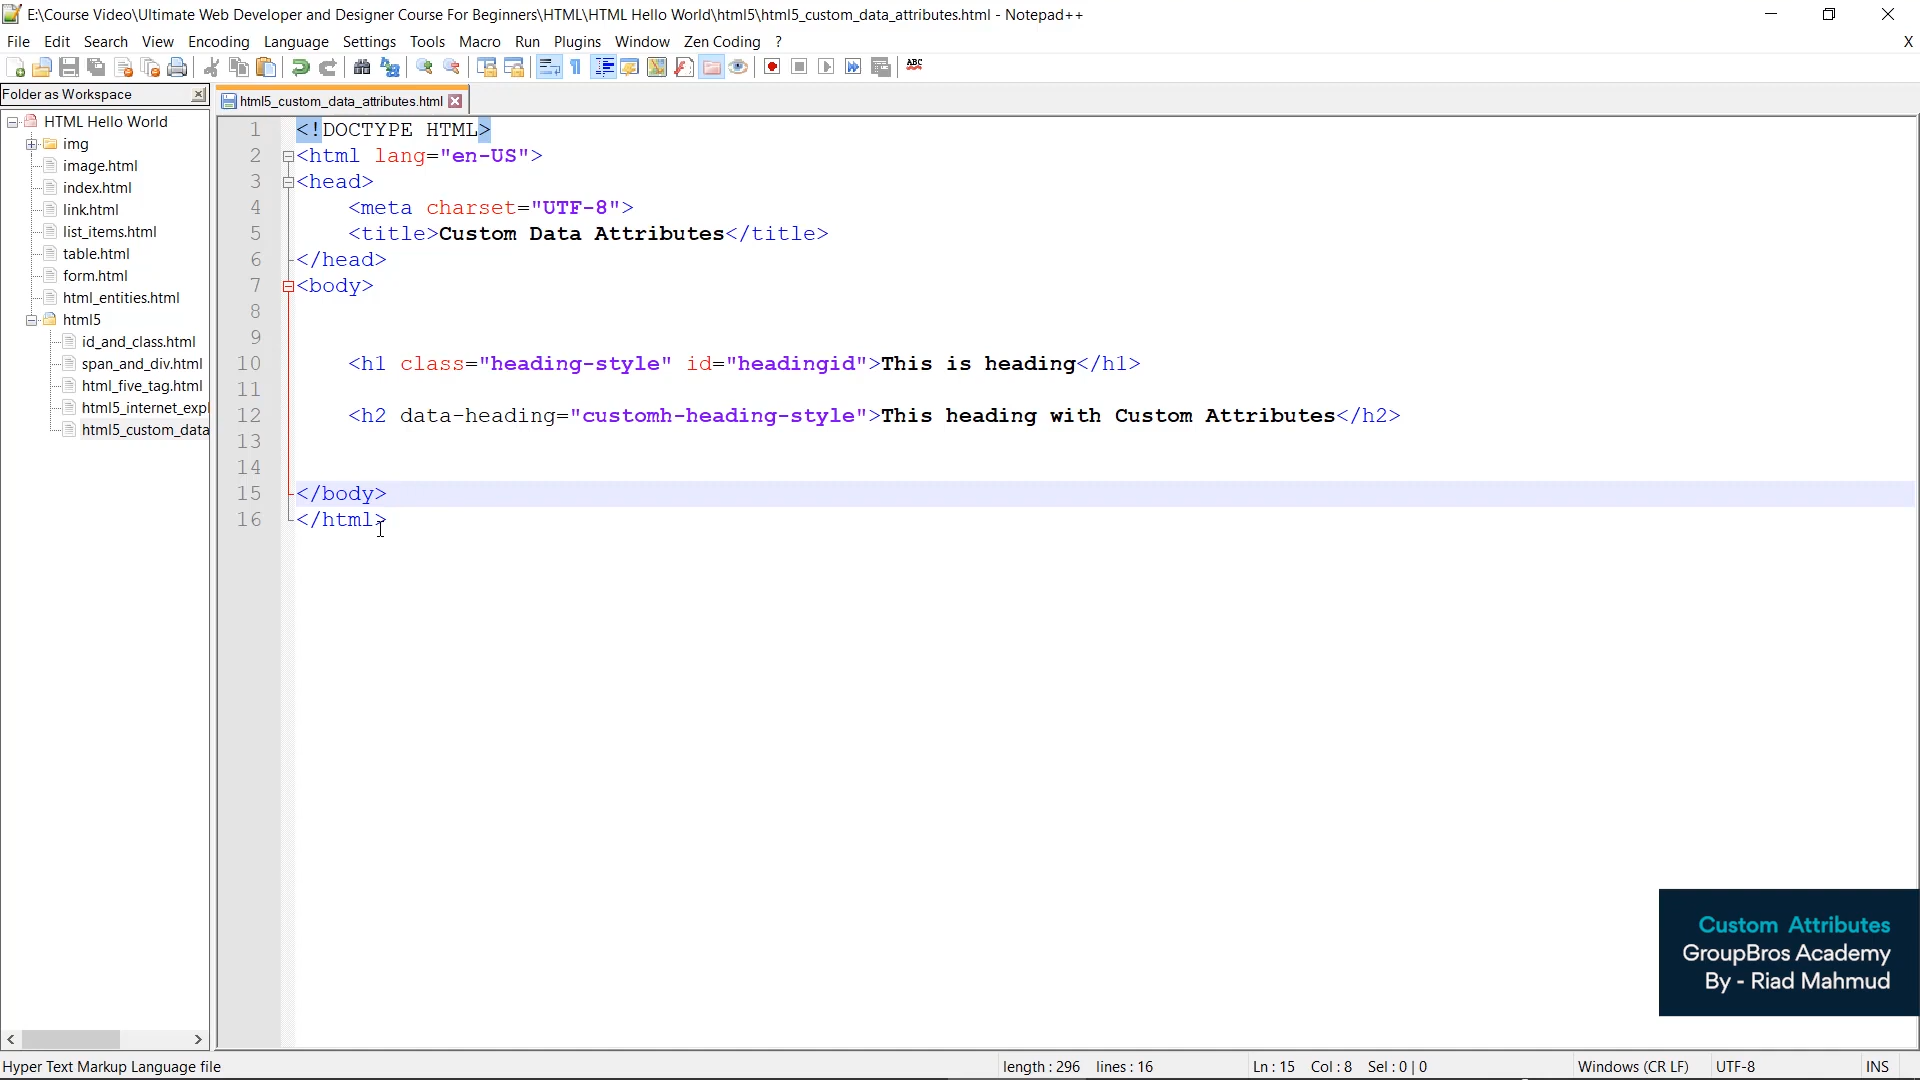 E:\Course Video\Ultimate Web Developer and Designer Course For Beginners\HTML\HTML Hello World\html5\html5_custom_data_attributes.html - Notepad++
File Edit Search View Encoding Language Settings Tools Macro Run Plugins Window Zen Coding ? X
ABC
Folder as Workspace
html5_custom_data_attributes.html
HTML Hello World
img
image.html
index.html
link.html
list_items.html
table.html
form.html
html_entities.html
html5
id_and_class.html
span_and_div.html
html_five_tag.html
html5_internet_expl
html5_custom_data
1 <!DOCTYPE HTML>
2 <html lang="en-US">
3 <head>
4 <meta charset="UTF-8">
5 <title>Custom Data Attributes</title>
6 </head>
7 <body>
8
9
10 <h1 class="heading-style" id="headingid">This is heading</h1>
11
12 <h2 data-heading="customh-heading-style">This heading with Custom Attributes</h2>
13
14
15 </body>
16 </html>
Custom Attributes
GroupBros Academy
By - Riad Mahmud
Hyper Text Markup Language file length : 296 lines : 16 Ln : 15 Col : 8 Sel : 0 | 0 Windows (CR LF) UTF-8 INS